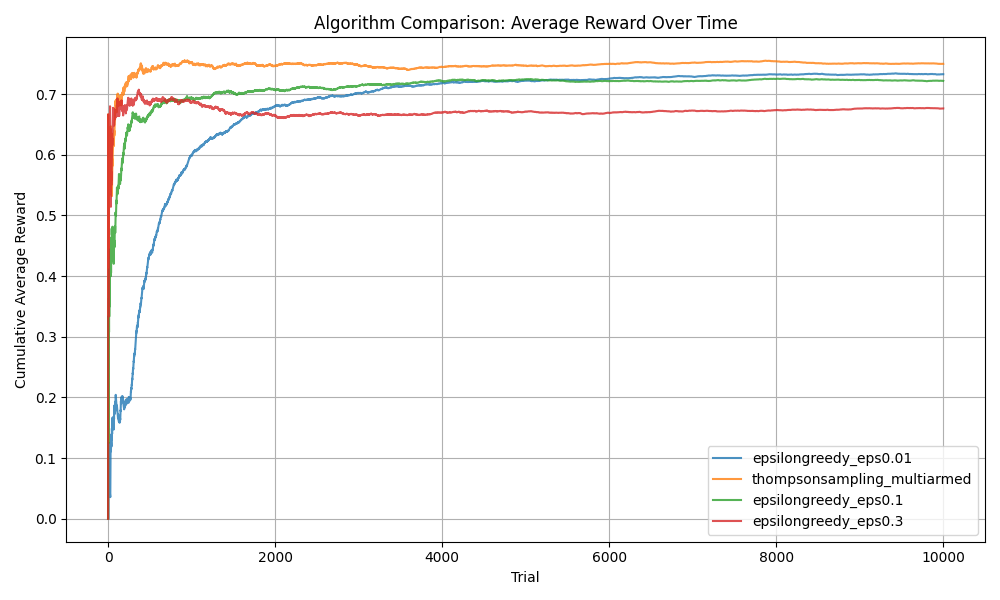 Algorithm Comparison: Average Reward Over Time
Cumulative Average Reward
0.7
0.6
0.5
0.4
0.3
0.2
0.1
0.0
epsilongreedy_eps0.01
thompsonsampling_multiarmed
epsilongreedy_eps0.1
epsilongreedy_eps0.3
0 2000 4000 6000 8000 10000
Trial